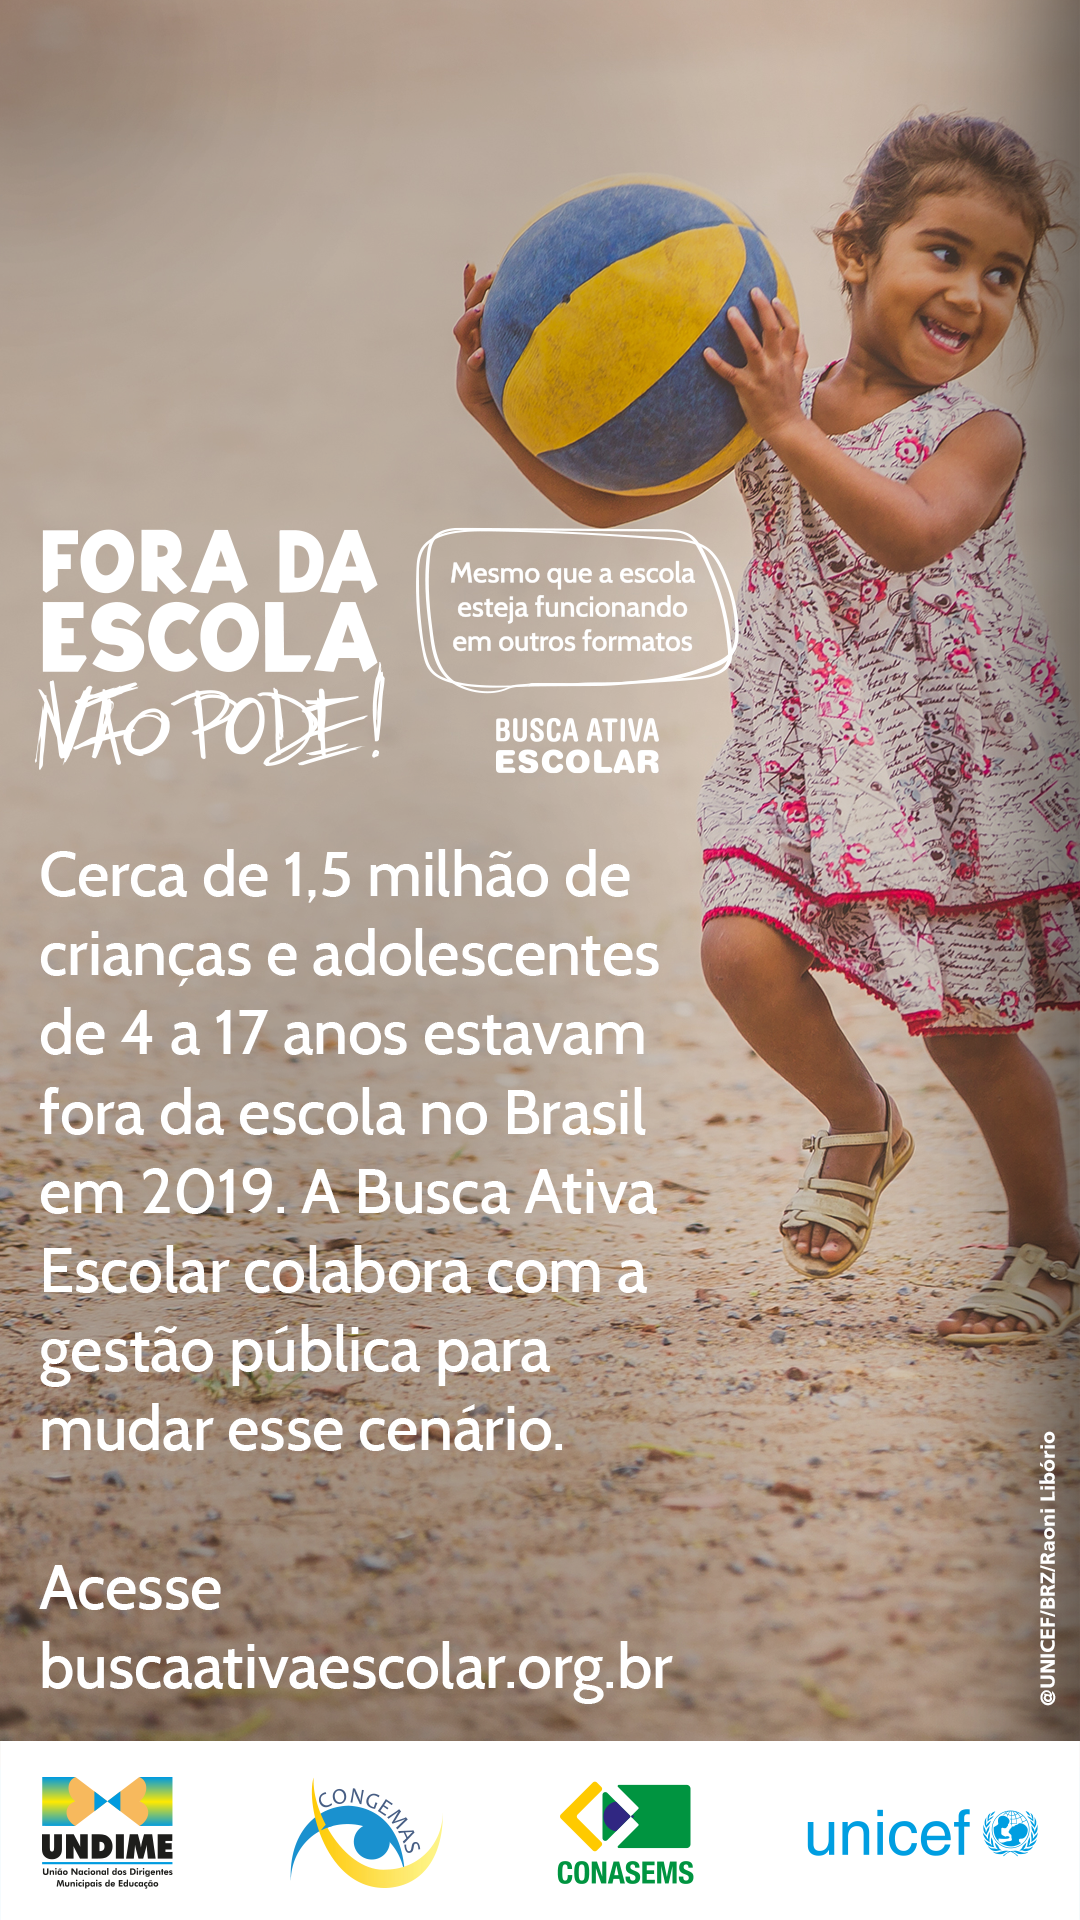 FORA DA
ESCOLA
NÃO PODE!
Mesmo que a escola
esteja funcionando
em outros formatos
BUSCA ATIVA
ESCOLAR
Cerca de 1,5 milhão de
crianças e adolescentes
de 4 a 17 anos estavam
fora da escola no Brasil
em 2019. A Busca Ativa
Escolar colabora com a
gestão pública para
mudar esse cenário.
Acesse
buscaativaescolar.org.br
@UNICEF/BRZ/Raoni Libório
UNDIME
União Nacional dos Dirigentes
Municipais de Educação
CONGEMAS
CONASEMS
unicef